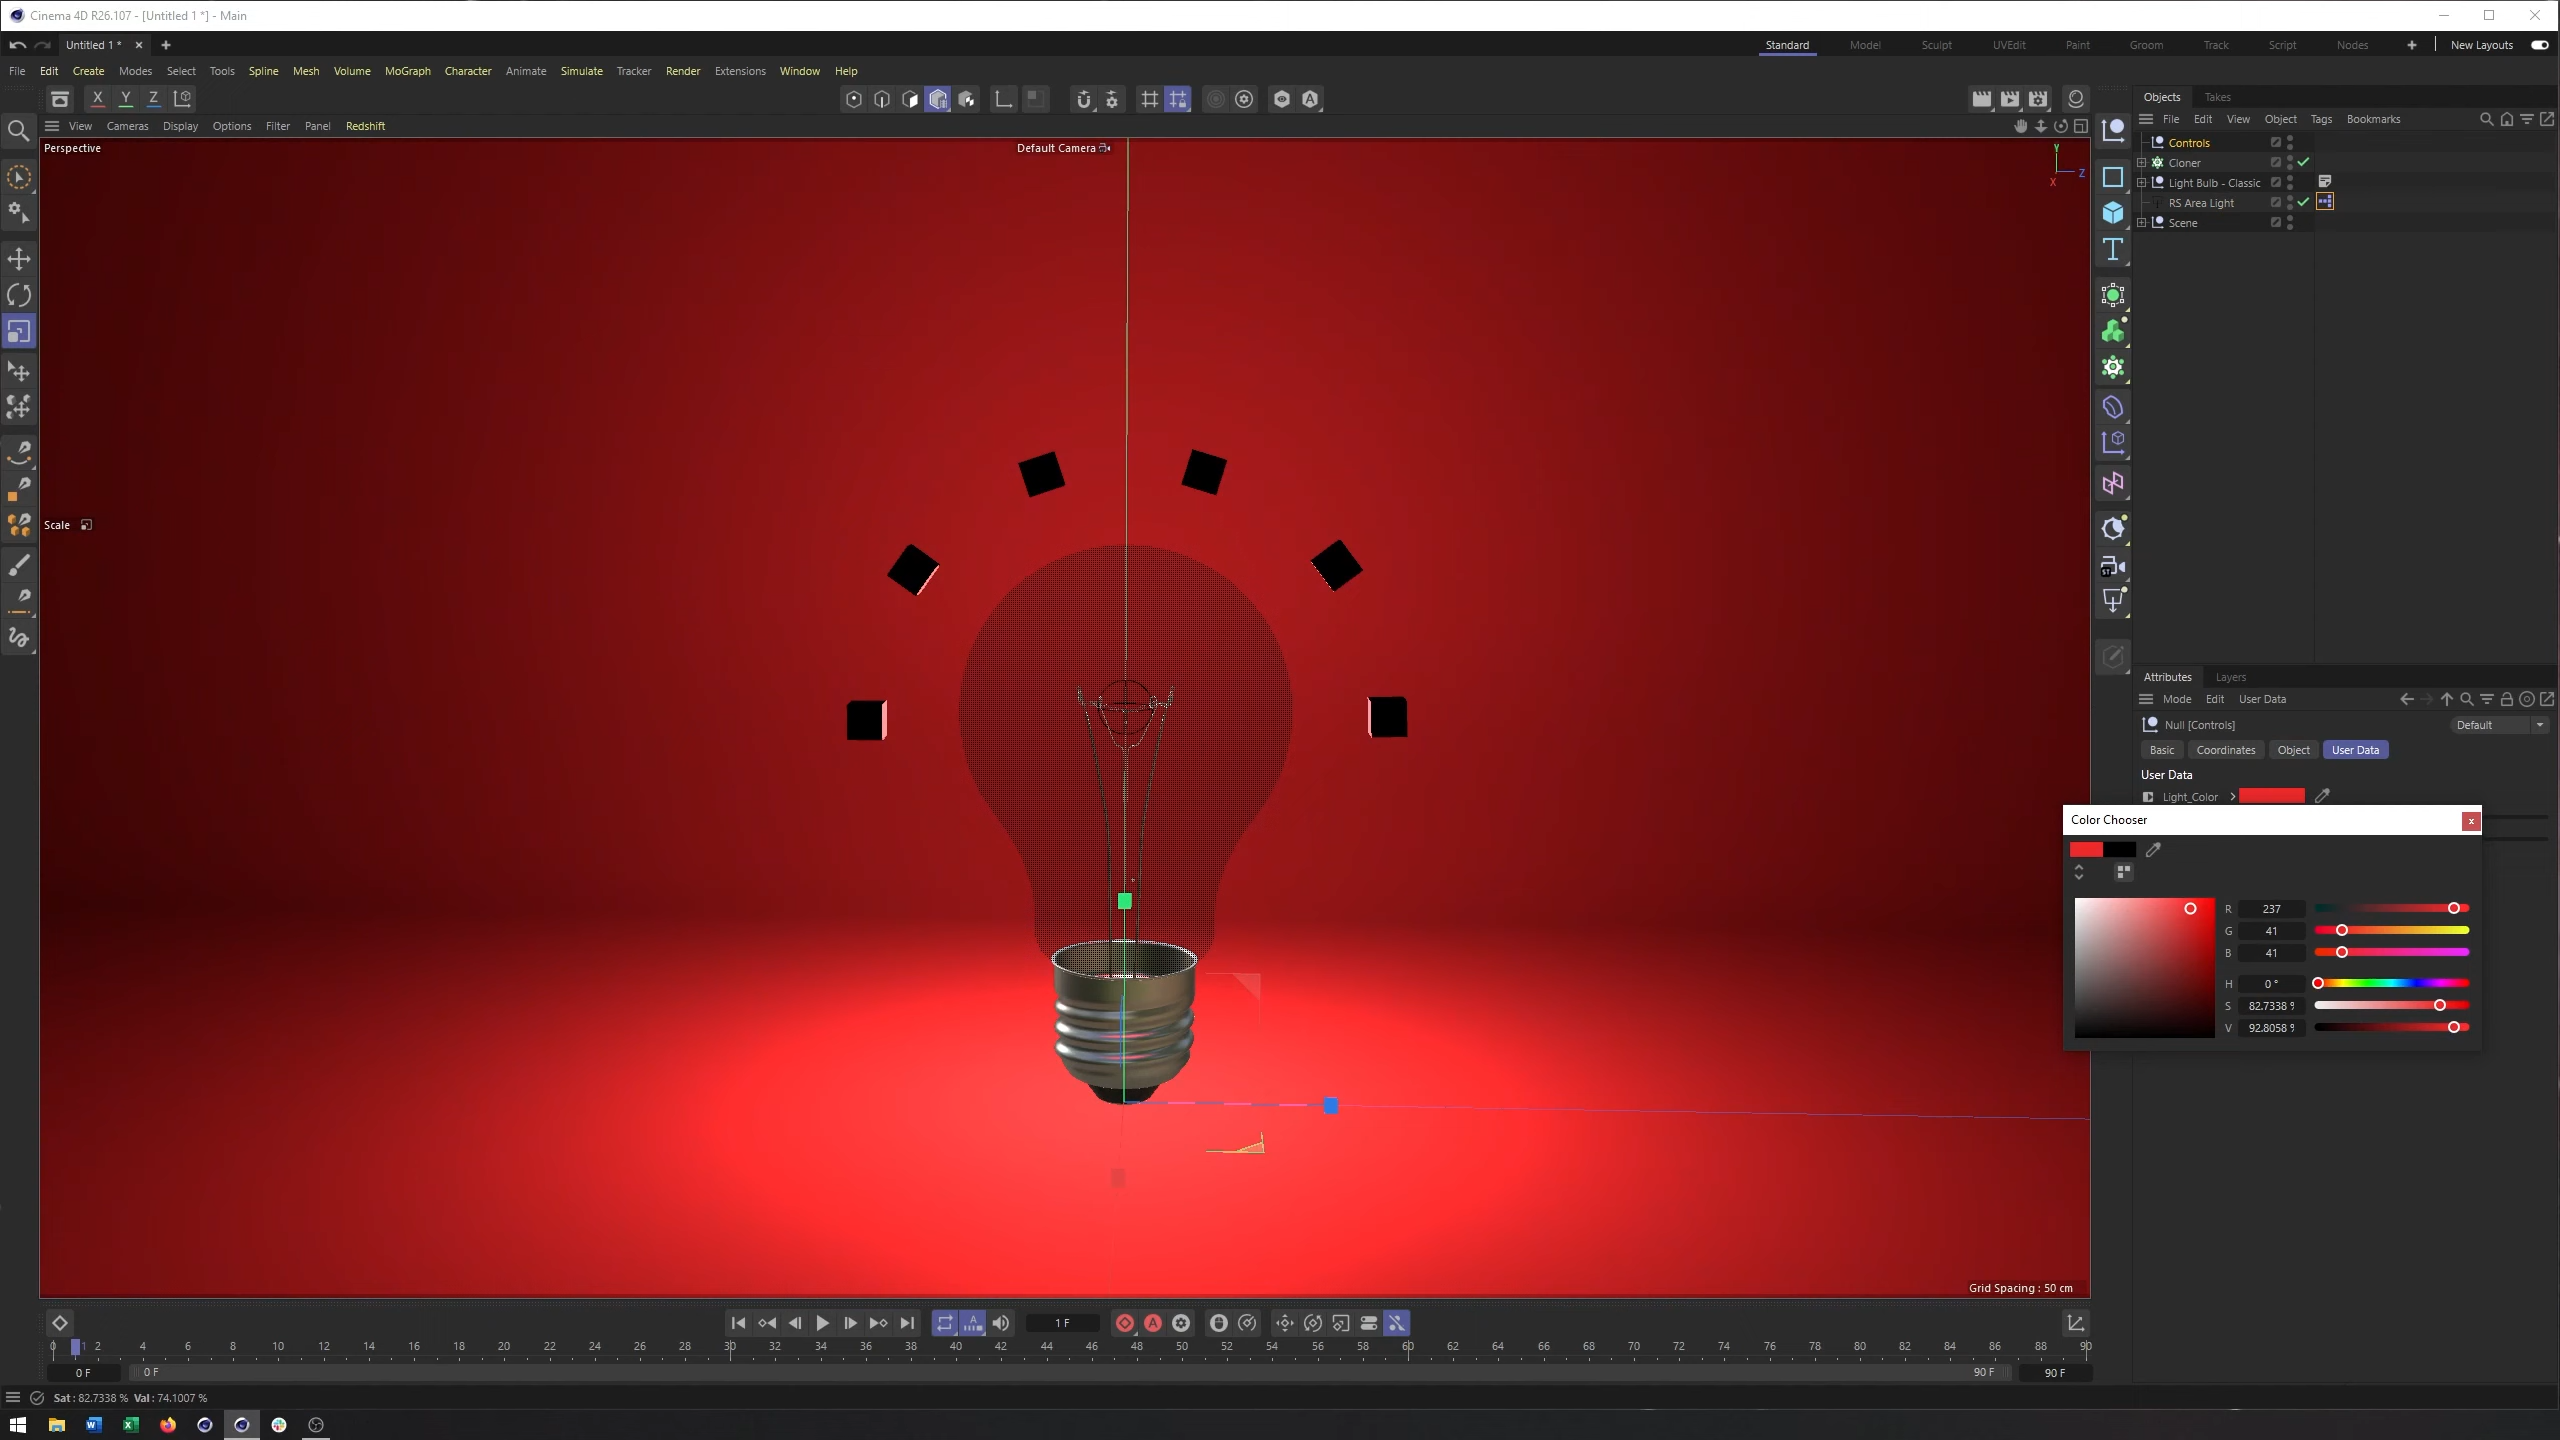 Cinema 4D R26.107 - [Untitled 1 *] - Main
Untitled 1 *
Standard Model Sculpt UVEdit Paint Groom Track Script Nodes New Layouts
File Edit Create Modes Select Tools Spline Mesh Volume MoGraph Character Animate Simulate Tracker Render Extensions Window Help
X Y Z
View Cameras Display Options Filter Panel Redshift
Perspective
Default Camera
Y
Z
X
Scale
Grid Spacing : 50 cm
Objects Takes
File Edit View Object Tags Bookmarks
Controls
Cloner
Light Bulb - Classic
RS Area Light
Scene
Attributes Layers
Mode Edit User Data
Null [Controls]
Default
Basic Coordinates Object User Data
User Data
Light_Color
Color Chooser
R 237
G 41
B 41
H 0 °
S 82.7338 %
V 92.8058 %
1 F
0 1 2 4 6 8 10 12 14 16 18 20 22 24 26 28 30 32 34 36 38 40 42 44 46 48 50 52 54 56 58 60 62 64 66 68 70 72 74 76 78 80 82 84 86 88 90
0 F 0 F 90 F 90 F
Sat : 82.7338 % Val : 74.1007 %